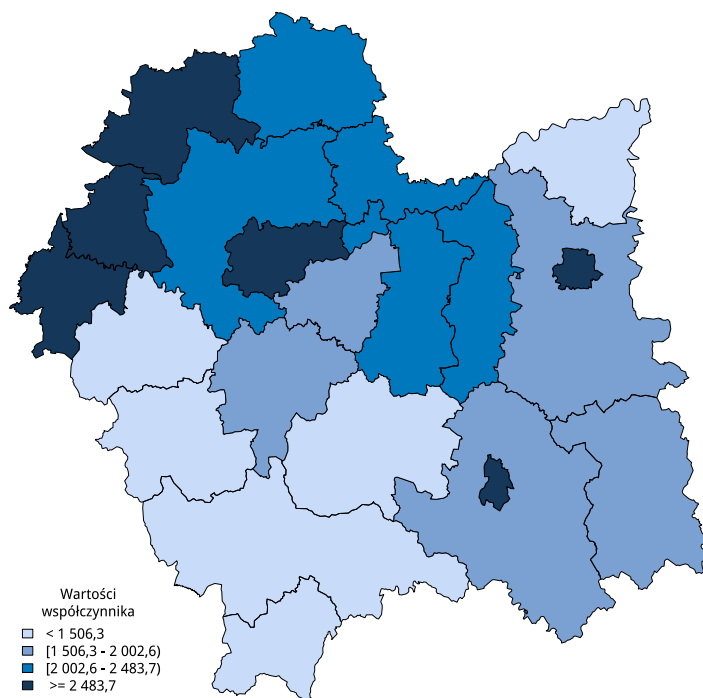 Wartości
współczynnika
< 1 506,3
[1 506,3 - 2 002,6)
[2 002,6 - 2 483,7)
>= 2 483,7